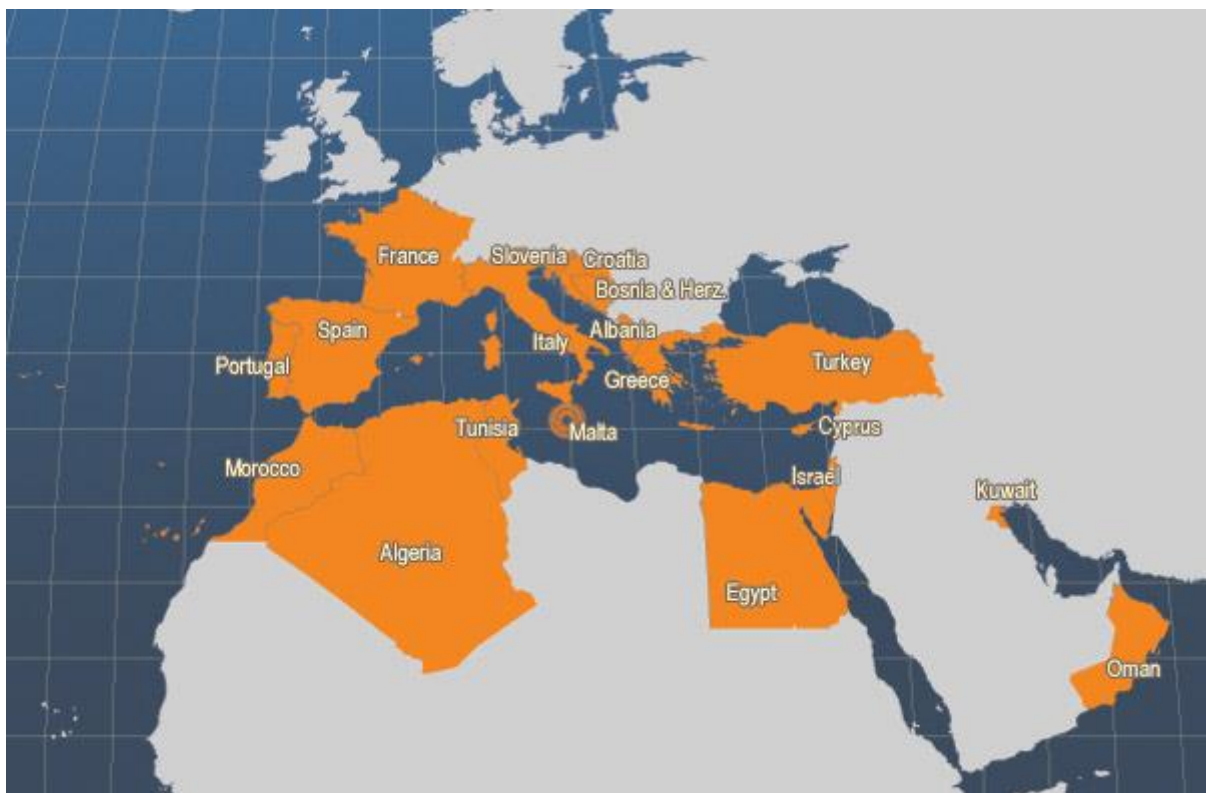 France
Slovenia
Croatia
Bosnia & Herz.
Spain
Albania
Italy
Portugal
Turkey
Greece
Tunisia
Malta
Cyprus
Morocco
Israel
Kuwait
Algeria
Egypt
Oman